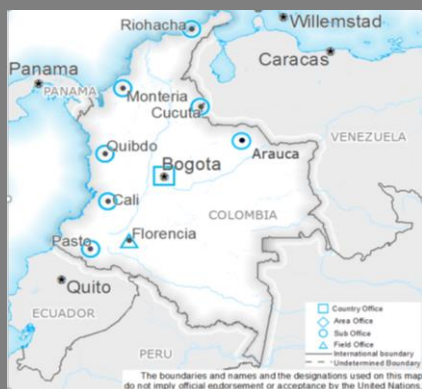 Riohacha
Willemstad
Panama
PANAMA
Caracas
Monteria
Cucuta
VENEZUELA
Quibdo
Arauca
Bogota
Cali
COLOMBIA
Pasto
Florencia
Quito
ECUADOR
PERU
Country Office
Area Office
Sub Office
Field Office
International boundary
Undetermined Boundary
The boundaries and names and the designations used on this map
do not imply official endorsement or acceptance by the United Nations.